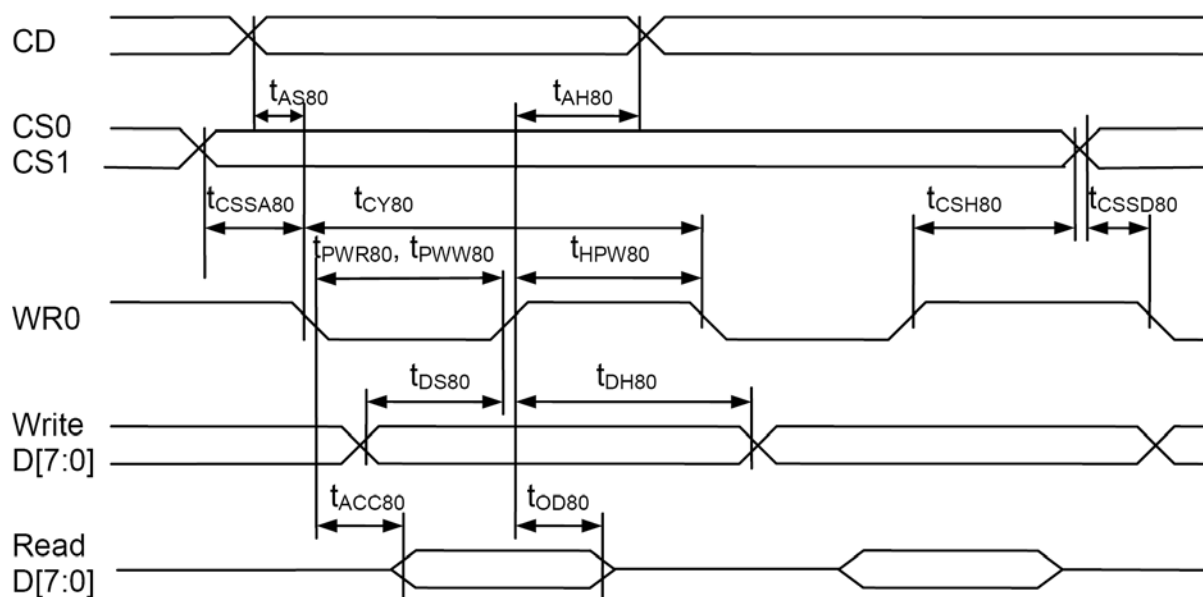 CD
tAS80 tAH80
CS0
CS1
tCSSA80 tCY80 tCSH80 tCSSD80
tPWR80, tPWW80 tHPW80
WR0
tDS80 tDH80
Write
D[7:0]
tACC80 tOD80
Read
D[7:0]